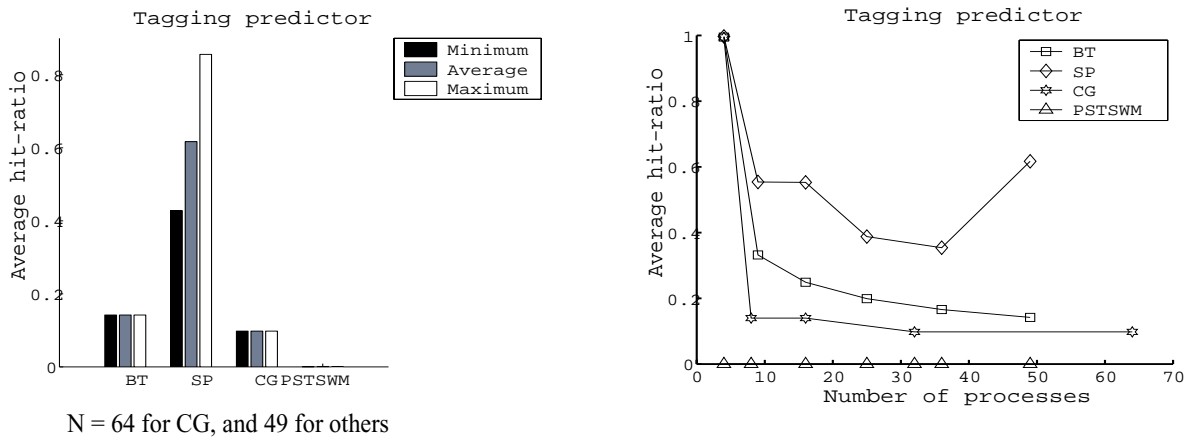 Tagging predictor
Minimum
Average
Maximum
Average hit-ratio
0.8
0.6
0.4
0.2
0
BT SP CG PSTSWM
N = 64 for CG, and 49 for others
Tagging predictor
BT
SP
CG
PSTSWM
Average hit-ratio
1
0.8
0.6
0.4
0.2
0
0 10 20 30 40 50 60 70
Number of processes